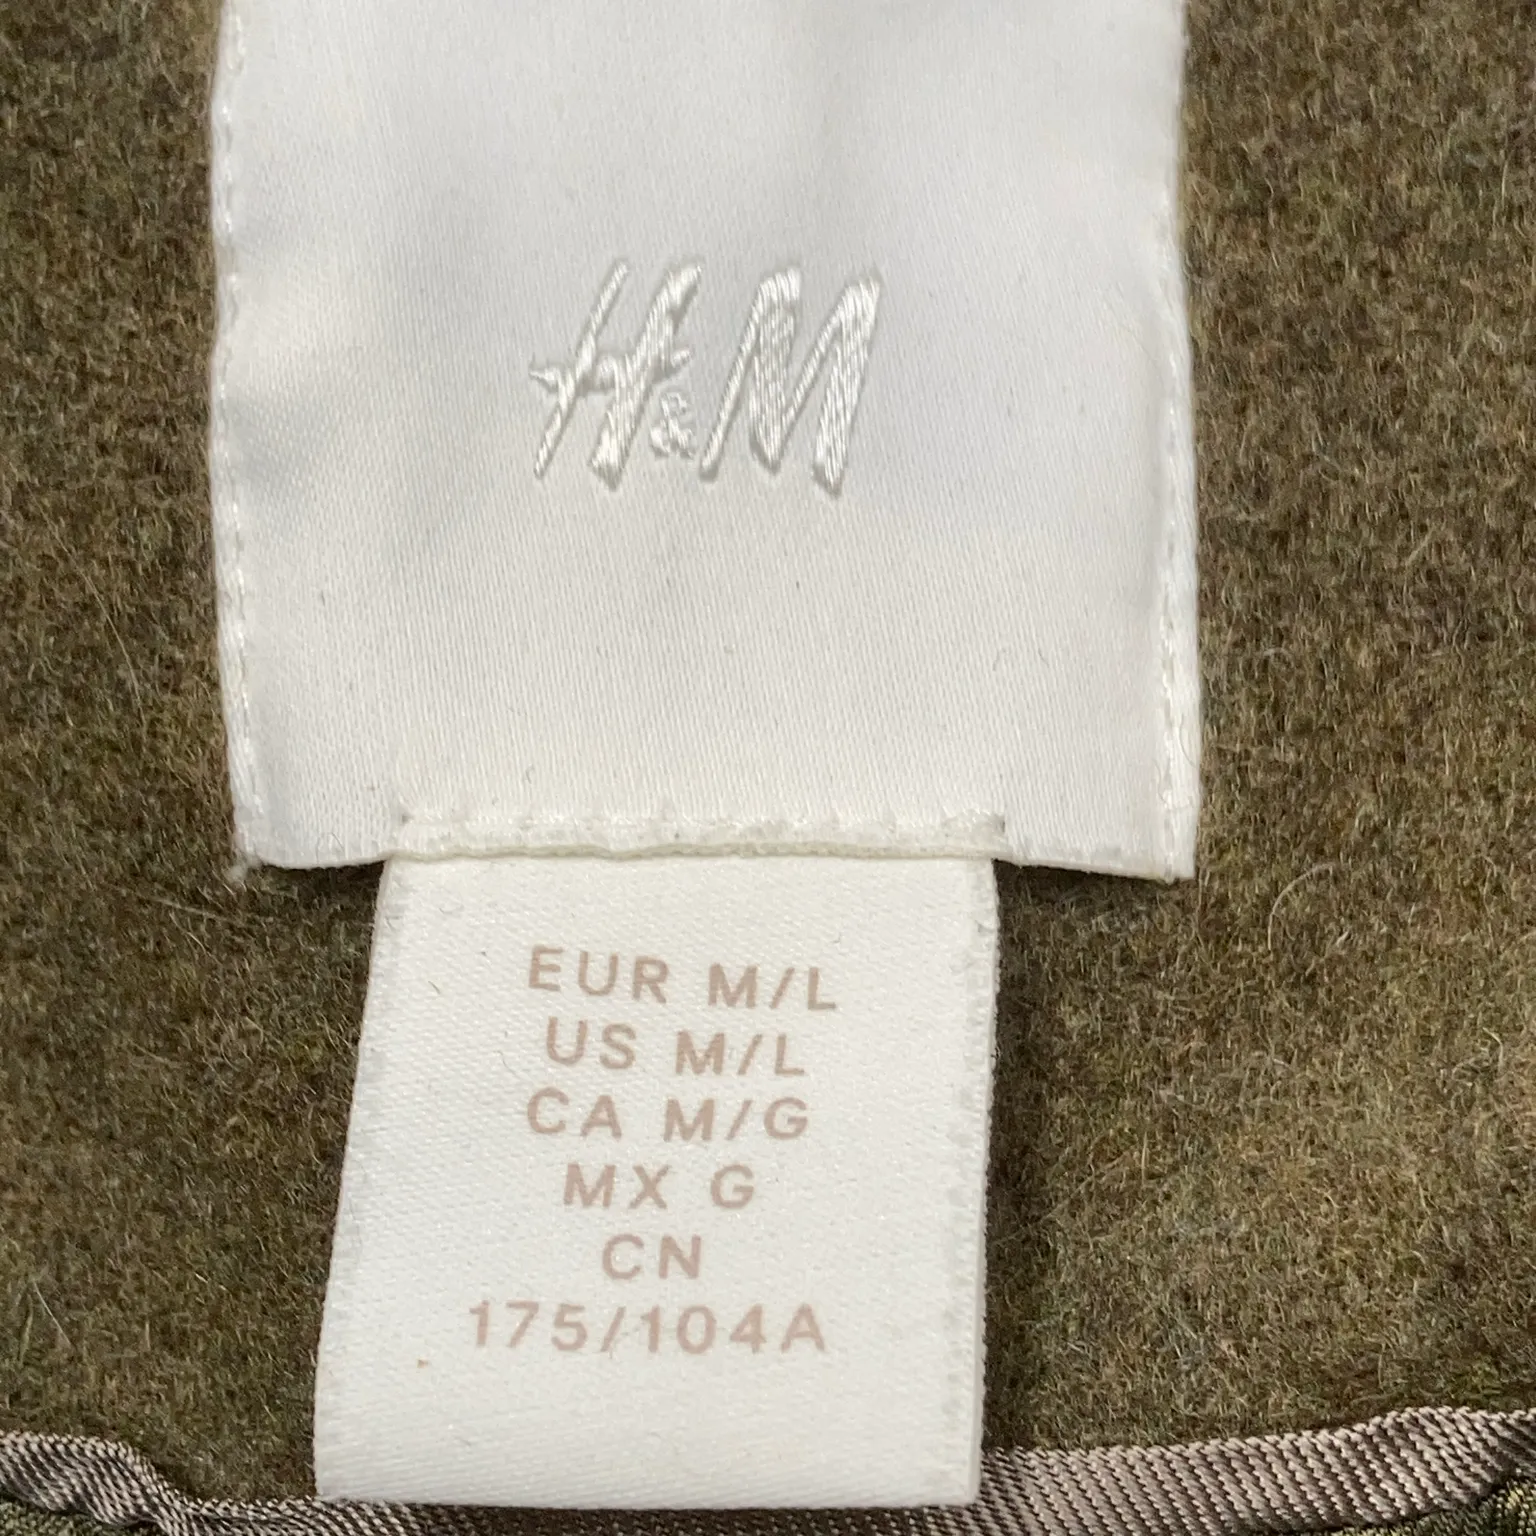 H&M
EUR M/L
US M/L
CA M/G
MX G
CN
175/104A